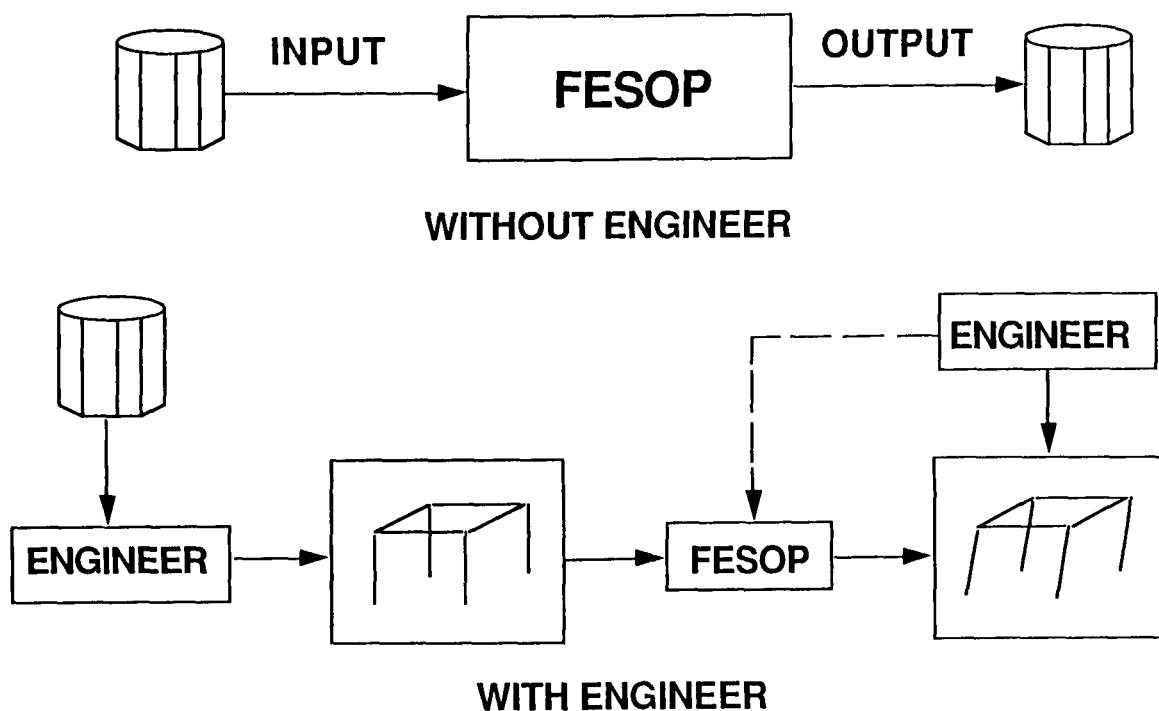 INPUT
FESOP
OUTPUT
WITHOUT ENGINEER
ENGINEER
ENGINEER
FESOP
WITH ENGINEER